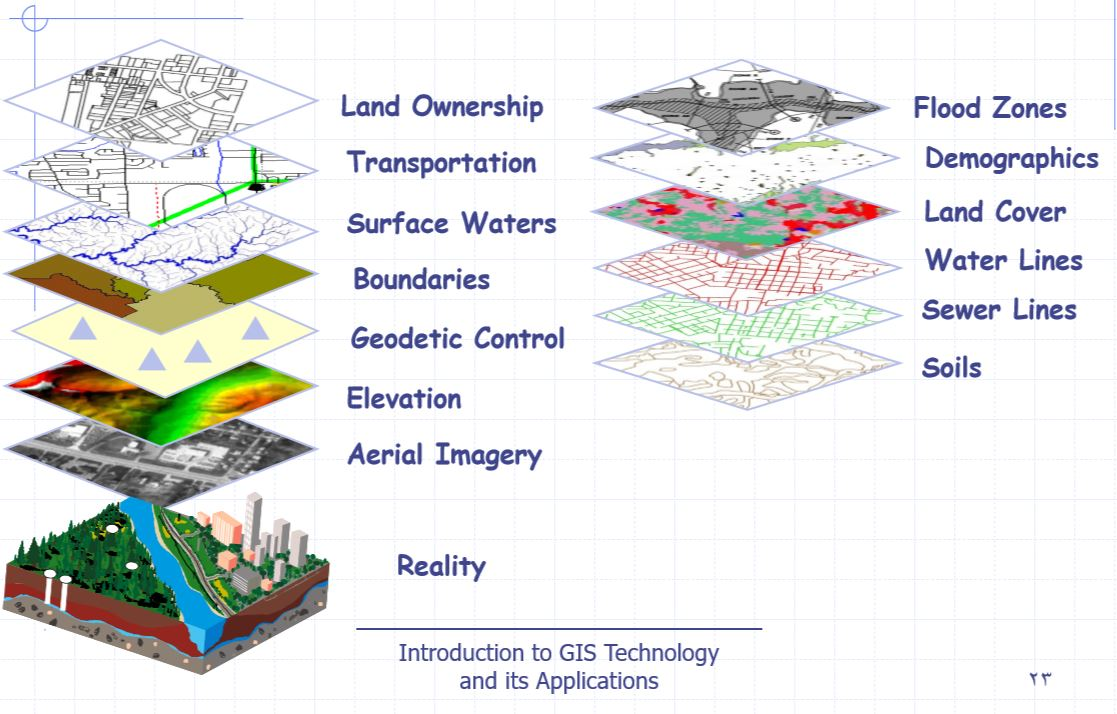 Land Ownership
Transportation
Surface Waters
Boundaries
Geodetic Control
Elevation
Aerial Imagery
Reality
Flood Zones
Demographics
Land Cover
Water Lines
Sewer Lines
Soils
Introduction to GIS Technology
and its Applications
٢٣